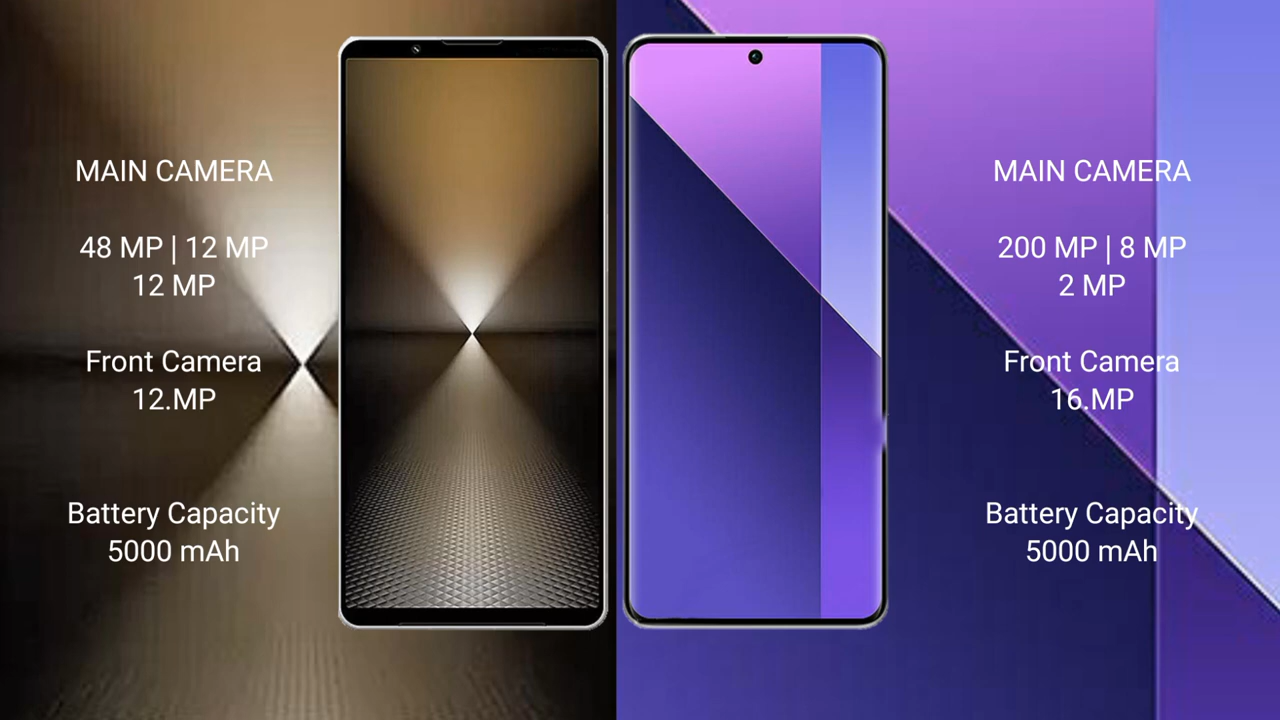 MAIN CAMERA
48 MP | 12 MP
12 MP
Front Camera
12.MP
Battery Capacity
5000 mAh
MAIN CAMERA
200 MP | 8 MP
2 MP
Front Camera
16.MP
Battery Capacity
5000 mAh